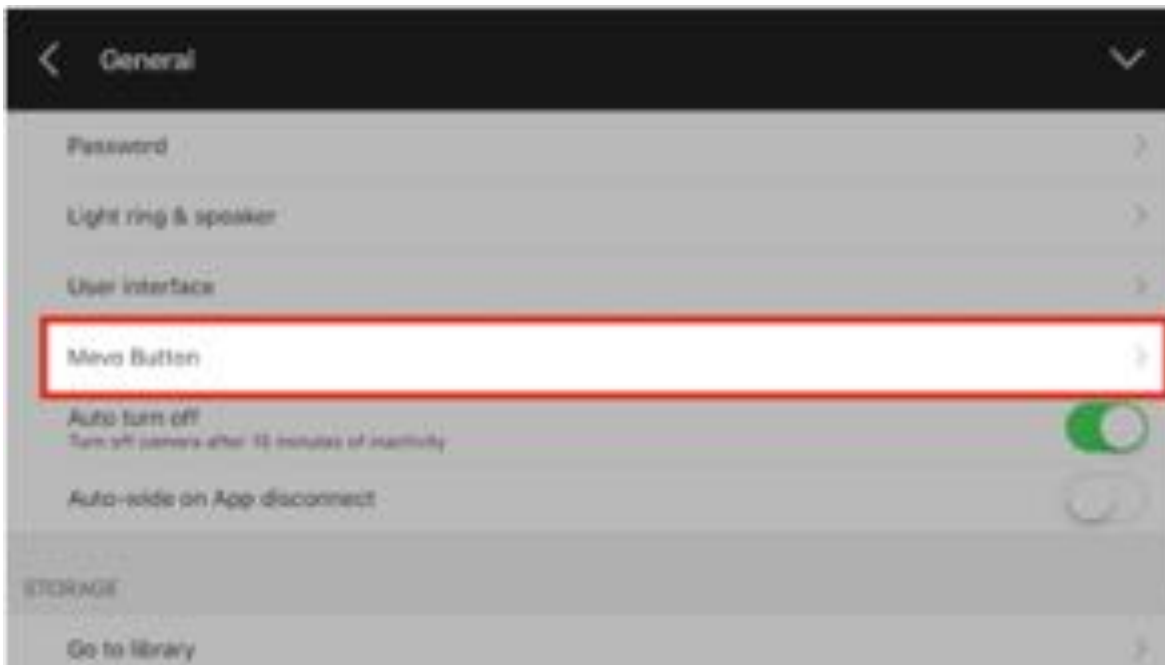 General
Password
Light ring & speaker
User interface
Mevo Button
Auto turn off
Turn off camera after 15 minutes of inactivity
Auto-wide on App disconnect
STORAGE
Go to library